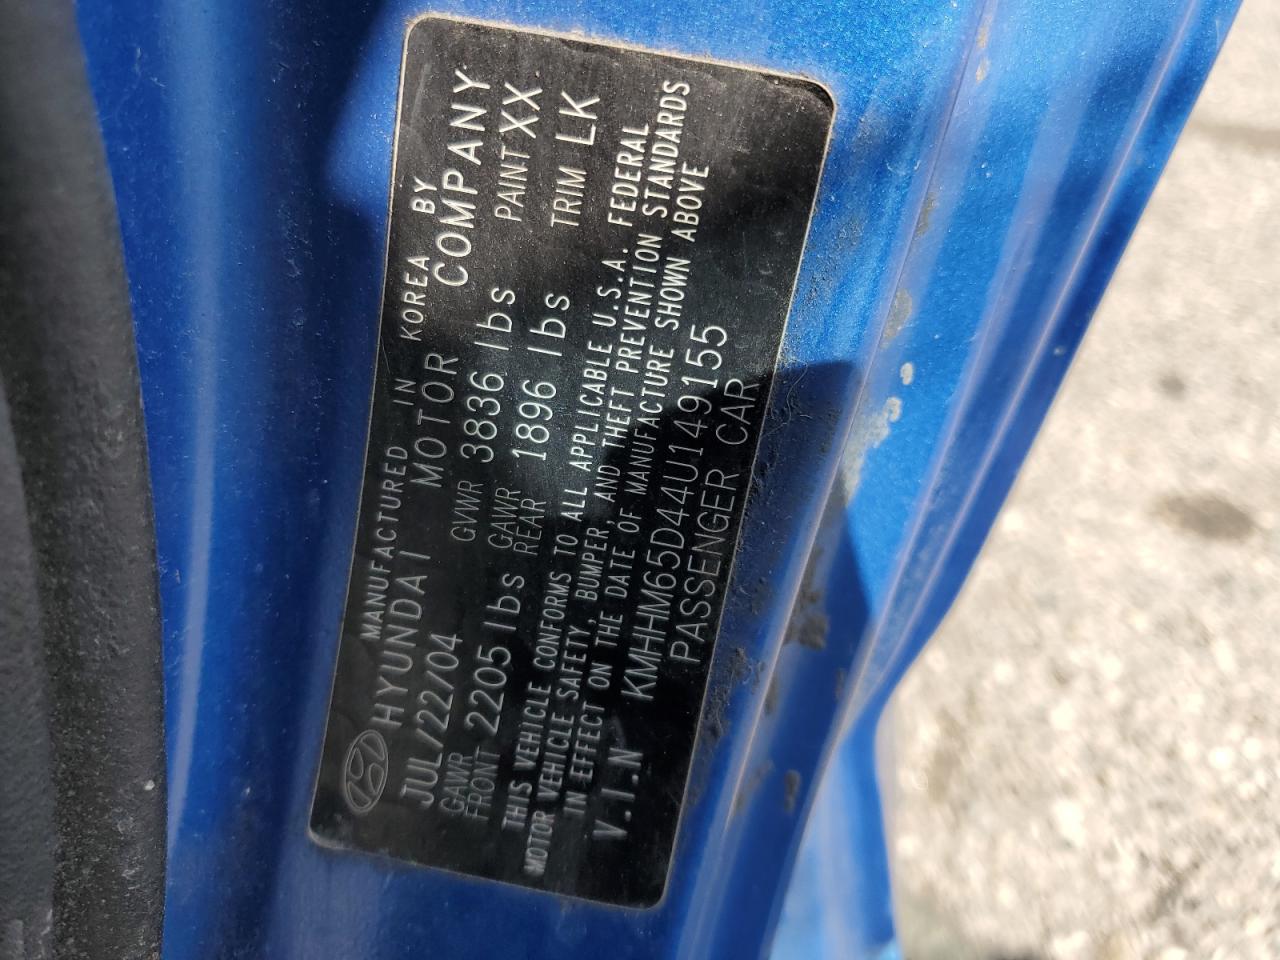 MANUFACTURED IN KOREA BY
HYUNDAI MOTOR COMPANY
JUL/22/04 GVWR 3836 lbs PAINT XX
GAWR FRONT 2205 lbs GAWR REAR 1896 lbs TRIM LK
THIS VEHICLE CONFORMS TO ALL APPLICABLE U.S.A. FEDERAL
MOTOR VEHICLE SAFETY, BUMPER, AND THEFT PREVENTION STANDARDS
IN EFFECT ON THE DATE OF MANUFACTURE SHOWN ABOVE
V.I.N KMHHM65D44U149155
PASSENGER CAR